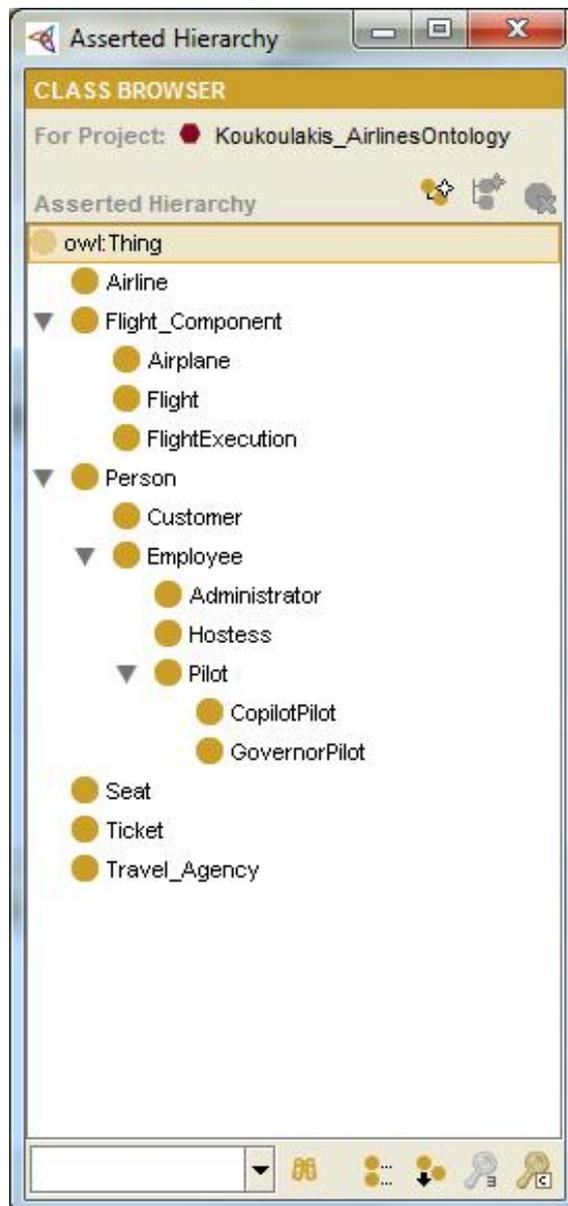 Asserted Hierarchy
CLASS BROWSER
For Project: Koukoulakis_AirlinesOntology
Asserted Hierarchy
owl:Thing
Airline
Flight_Component
Airplane
Flight
FlightExecution
Person
Customer
Employee
Administrator
Hostess
Pilot
CopilotPilot
GovernorPilot
Seat
Ticket
Travel_Agency